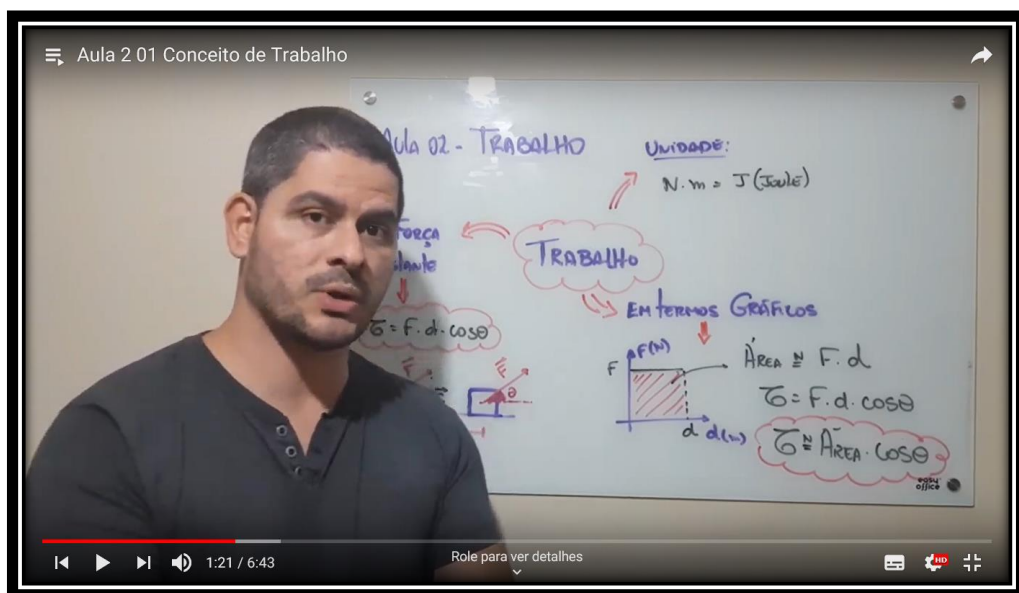 Aula 2 01 Conceito de Trabalho
Aula 02 - TRABALHO
UNIDADE:
N.m = J (Joule)
FORÇA
TRABALHO
EM termos GRÁFICOS
τ = F.d.cosθ
F(N)
F
ÁREA N= F.d
τ = F.d.cosθ
d d(m)
τ N= ÁREA.cosθ
F
F
θ
easy office
1:21 / 6:43
Role para ver detalhes
HD